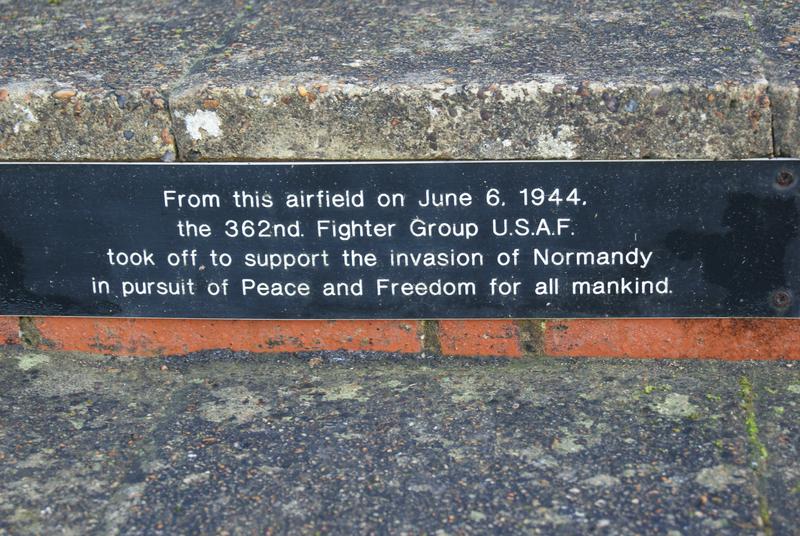 From this airfield on June 6. 1944.
the 362nd. Fighter Group U.S.A.F.
took off to support the invasion of Normandy
in pursuit of Peace and Freedom for all mankind.